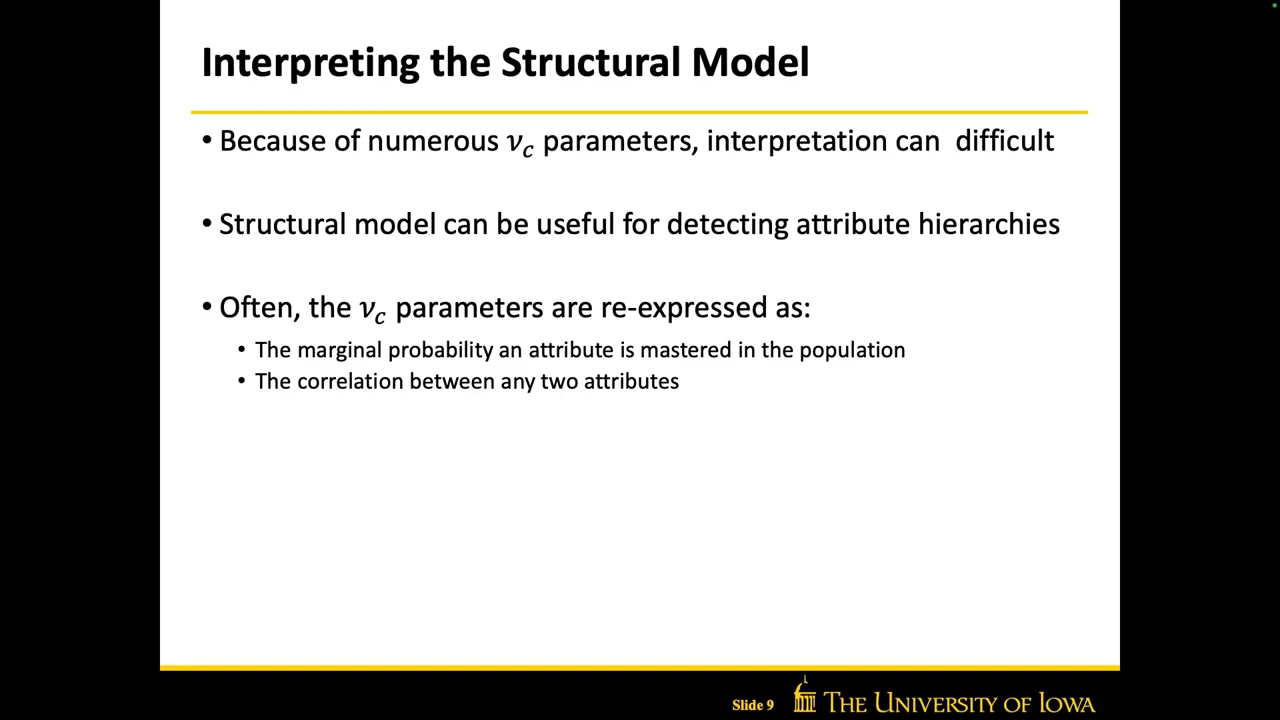 Interpreting the Structural Model
• Because of numerous ν_c parameters, interpretation can  difficult
• Structural model can be useful for detecting attribute hierarchies
• Often, the ν_c parameters are re-expressed as:
• The marginal probability an attribute is mastered in the population
• The correlation between any two attributes
Slide 9
THE UNIVERSITY OF IOWA